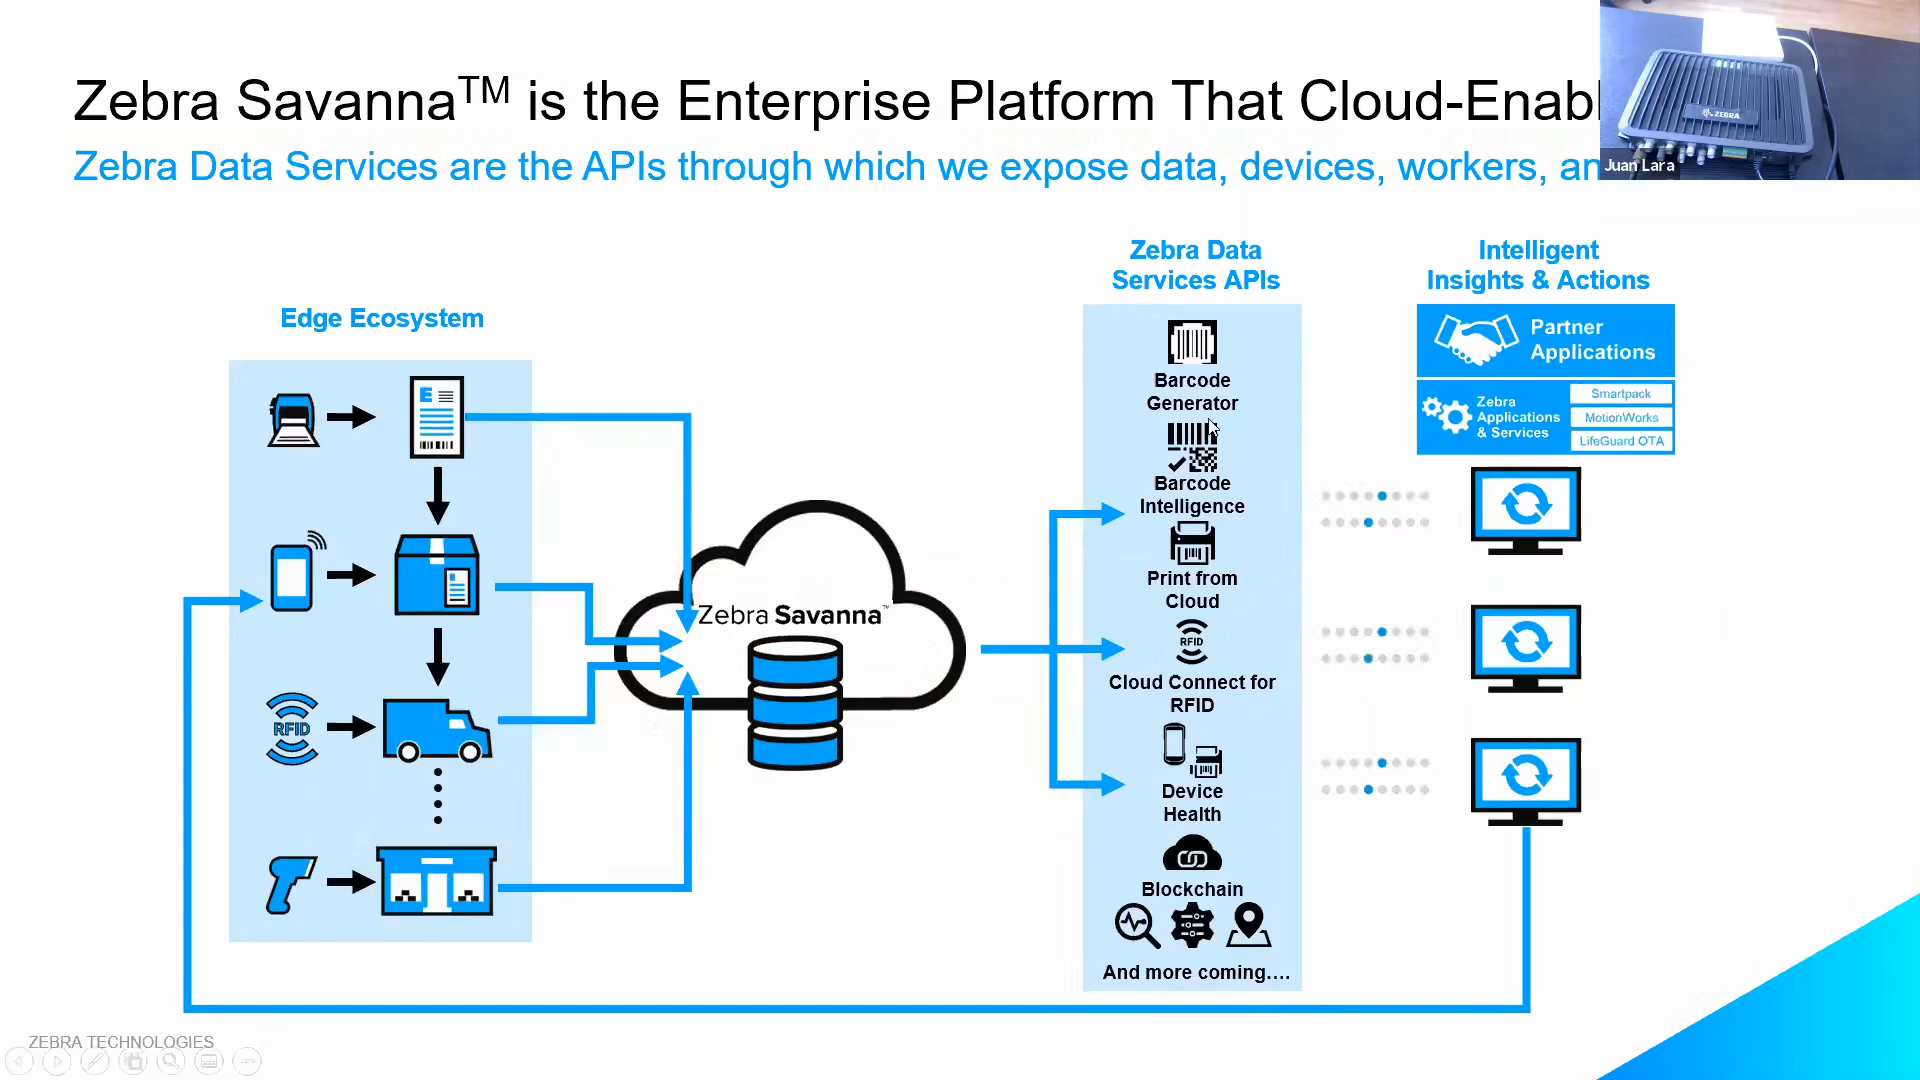 Zebra Savanna™ is the Enterprise Platform That Cloud-Enabl
Zebra Data Services are the APIs through which we expose data, devices, workers, an
ZEBRA
Juan Lara
Edge Ecosystem
E
RFID
Zebra Savanna™
Zebra Data
Services APIs
Barcode
Generator
Barcode
Intelligence
Print from
Cloud
RFID
Cloud Connect for
RFID
Device
Health
Blockchain
And more coming....
Intelligent
Insights & Actions
Partner
Applications
Zebra
Applications
& Services
Smartpack
MotionWorks
LifeGuard OTA
ZEBRA TECHNOLOGIES